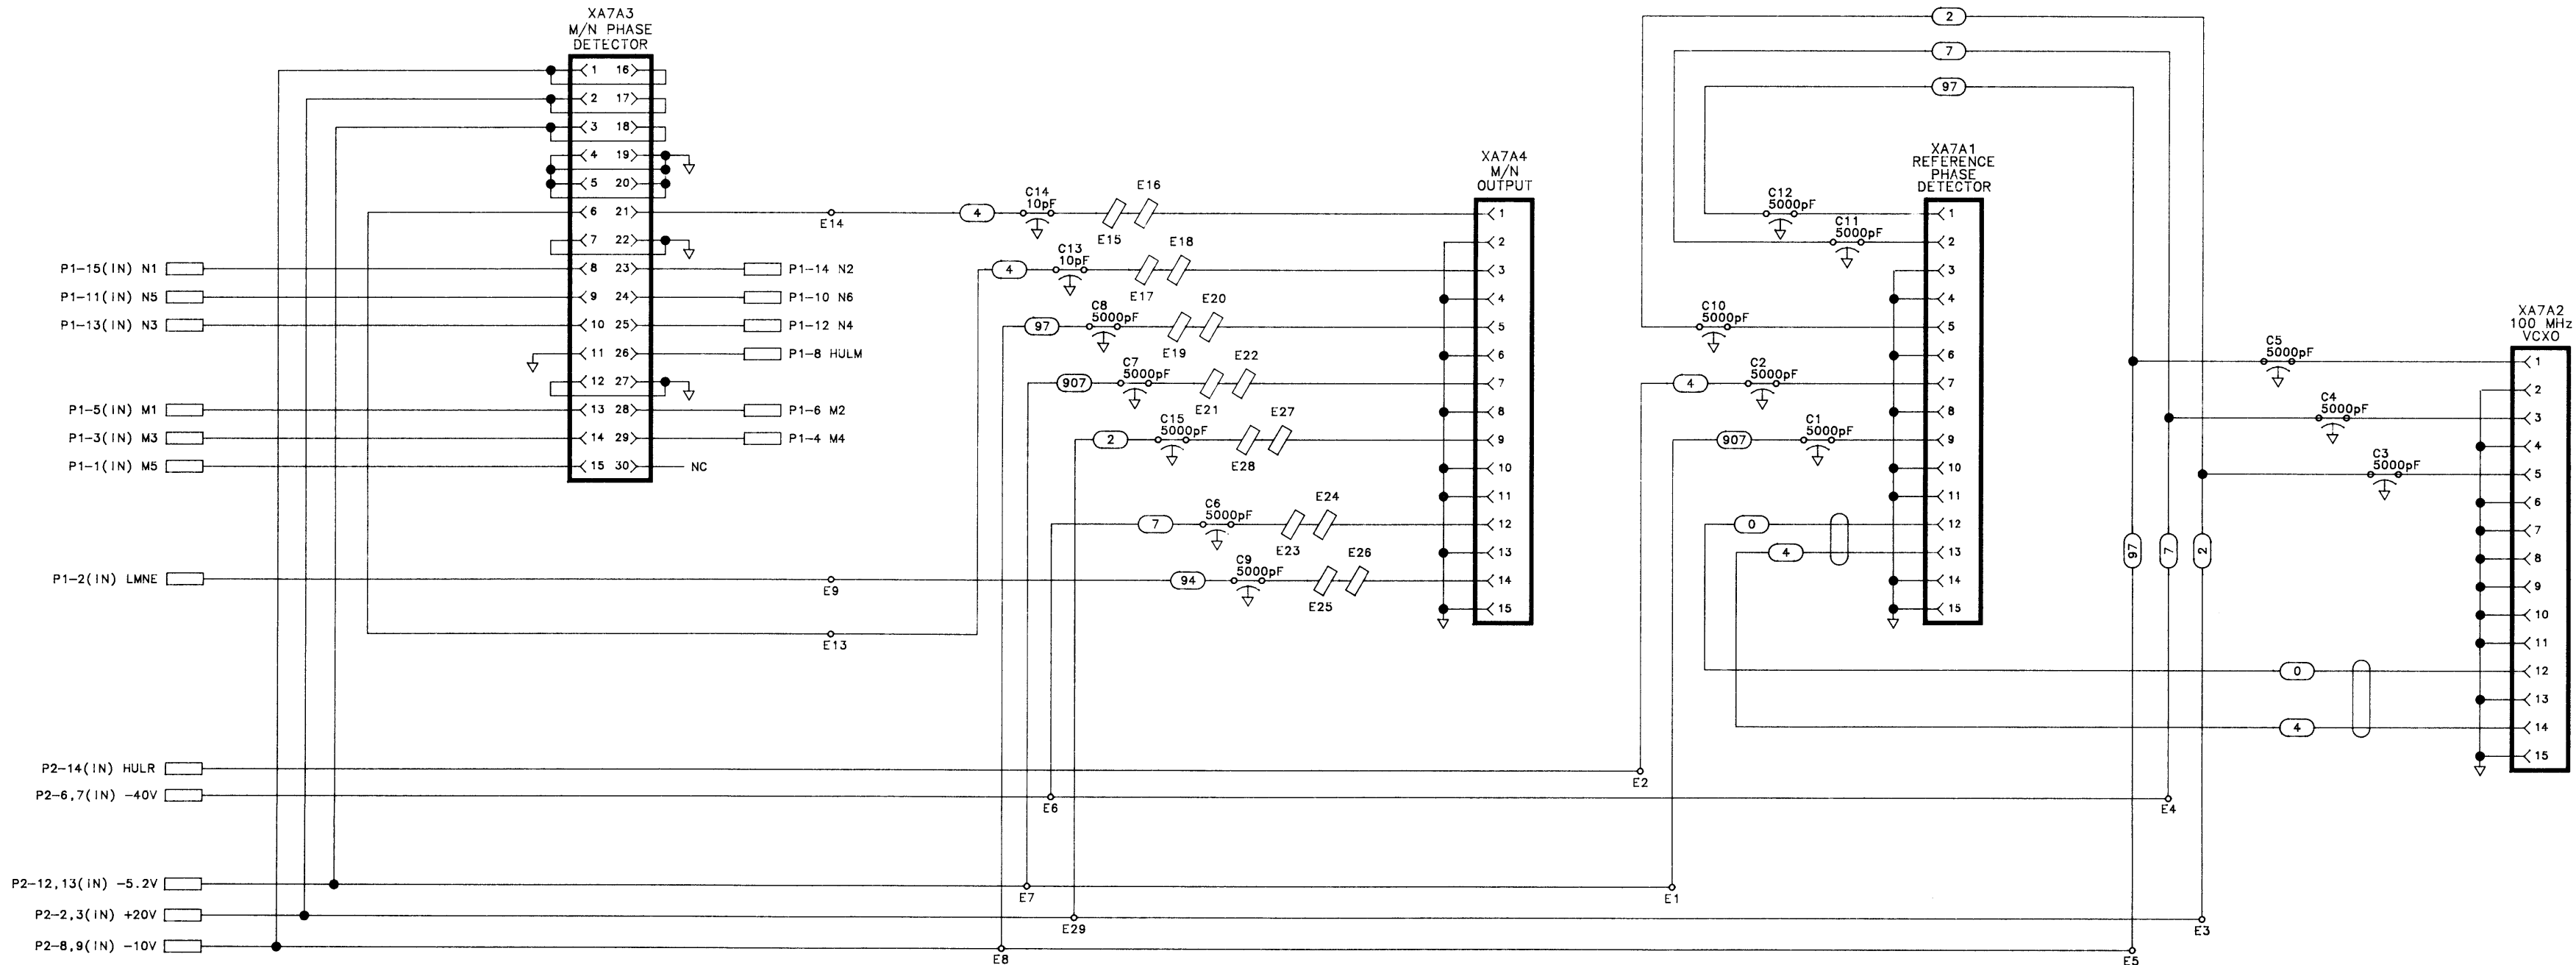 XA7A3
M/N PHASE
DETECTOR
1 16
2 17
3 18
4 19
5 20
6 21
7 22
8 23
9 24
10 25
11 26
12 27
13 28
14 29
15 30
P1-15(IN) N1
P1-11(IN) N5
P1-13(IN) N3
P1-5(IN) M1
P1-3(IN) M3
P1-1(IN) M5
P1-2(IN) LMNE
P1-14 N2
P1-10 N6
P1-12 N4
P1-8 HULM
P1-6 M2
P1-4 M4
NC
E14
E9
E13
4
C14
10pF
E16
E15
4
C13
10pF
E18
E17
97
C8
5000pF
E20
E19
907
C7
5000pF
E22
E21
2
C15
5000pF
E27
E28
7
C6
5000pF
E24
E23
94
C9
5000pF
E26
E25
XA7A4
M/N
OUTPUT
1
2
3
4
5
6
7
8
9
10
11
12
13
14
15
2
7
97
XA7A1
REFERENCE
PHASE
DETECTOR
C12
5000pF
C11
5000pF
C10
5000pF
4
C2
5000pF
907
C1
5000pF
0
4
1
2
3
4
5
6
7
8
9
10
11
12
13
14
15
97
7
2
XA7A2
100 MHz
VCXO
C5
5000pF
C4
5000pF
C3
5000pF
0
4
1
2
3
4
5
6
7
8
9
10
11
12
13
14
15
P2-14(IN) HULR
P2-6,7(IN) -40V
P2-12,13(IN) -5.2V
P2-2,3(IN) +20V
P2-8,9(IN) -10V
E2
E6
E4
E7
E1
E29
E3
E8
E5